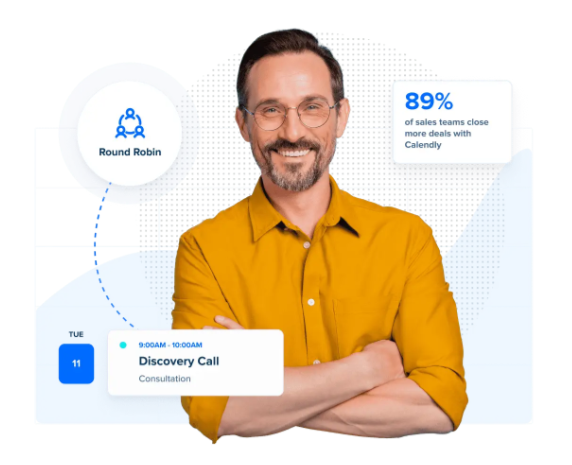 89%
of sales teams close
more deals with
Calendly
Round Robin
TUE
11
9:00AM - 10:00AM
Discovery Call
Consultation